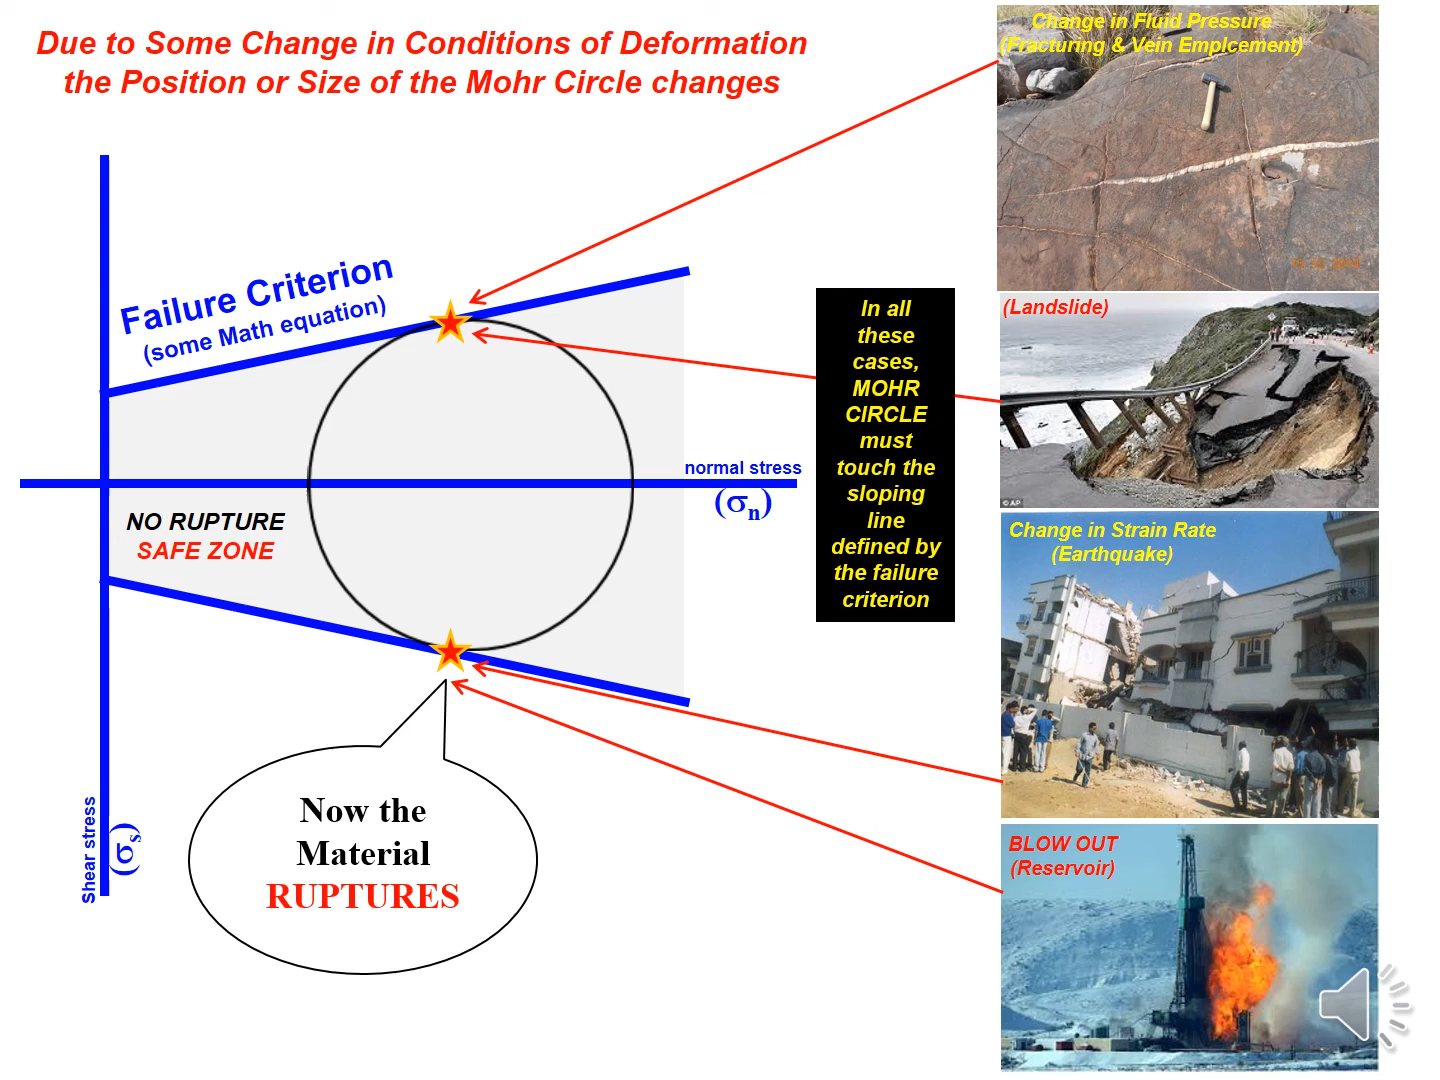 Due to Some Change in Conditions of Deformation
the Position or Size of the Mohr Circle changes
Failure Criterion
(some Math equation)
normal stress
(σn)
NO RUPTURE
SAFE ZONE
Shear stress
(σs)
Now the
Material
RUPTURES
In all
these
cases,
MOHR
CIRCLE
must
touch the
sloping
line
defined by
the failure
criterion
Change in Fluid Pressure
(Fracturing & Vein Emplcement)
(Landslide)
© AP
Change in Strain Rate
(Earthquake)
BLOW OUT
(Reservoir)